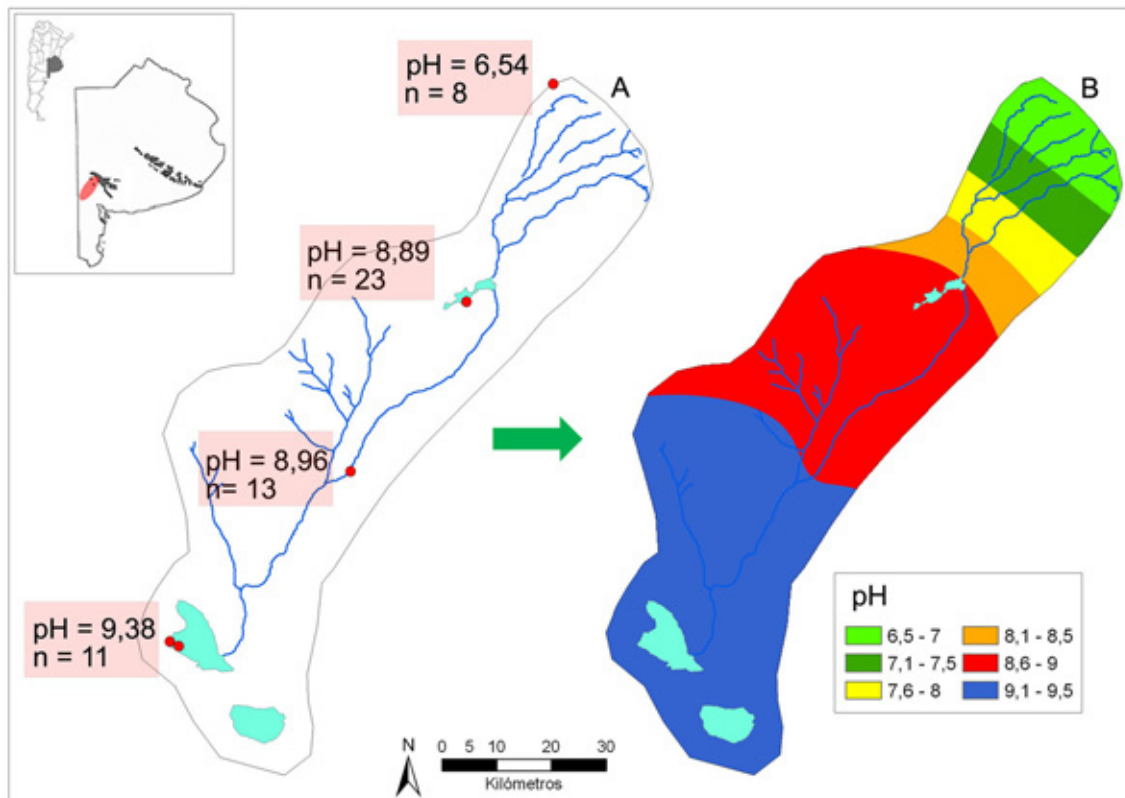 pH = 6,54
n = 8
A
pH = 8,89
n = 23
pH = 8,96
n= 13
pH = 9,38
n = 11
N
0 5 10 20 30
Kilómetros
B
pH
6,5 - 7
7,1 - 7,5
7,6 - 8
8,1 - 8,5
8,6 - 9
9,1 - 9,5